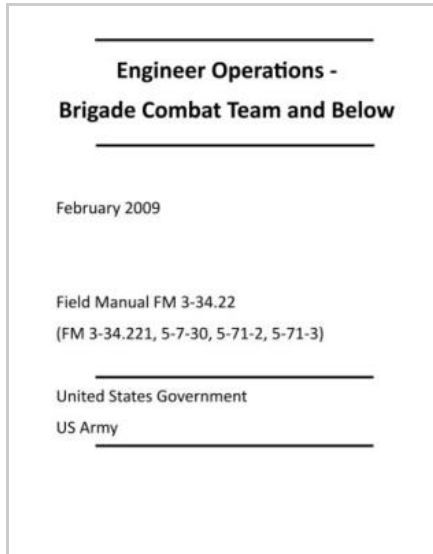 Engineer Operations -
Brigade Combat Team and Below
February 2009
Field Manual FM 3-34.22
(FM 3-34.221, 5-7-30, 5-71-2, 5-71-3)
United States Government
US Army